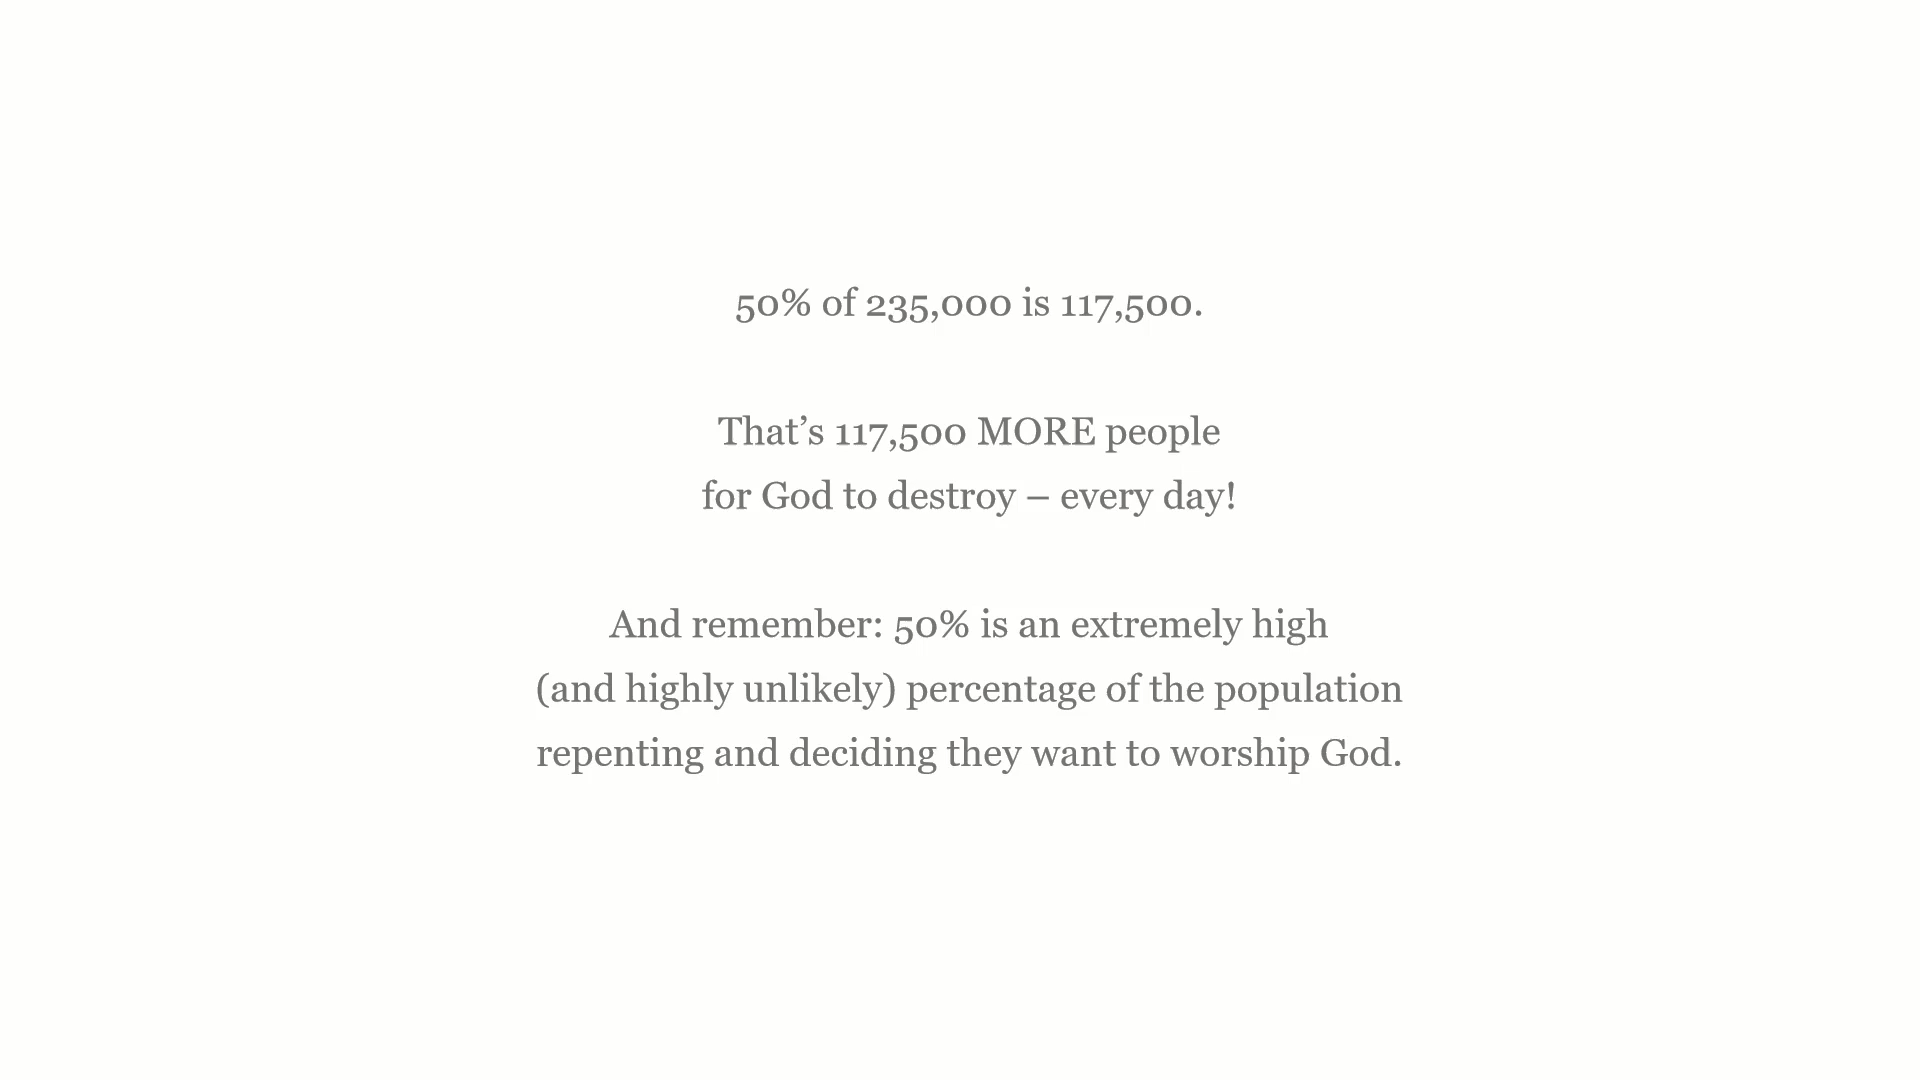 50% of 235,000 is 117,500.
That’s 117,500 MORE people
for God to destroy – every day!
And remember: 50% is an extremely high
(and highly unlikely) percentage of the population
repenting and deciding they want to worship God.